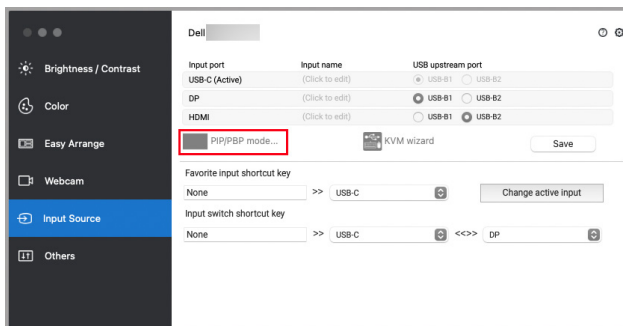 Dell
Brightness / Contrast
Color
Easy Arrange
Webcam
Input Source
Others
Input port Input name USB upstream port
USB-C (Active) (Click to edit) USB-B1 USB-B2
DP (Click to edit) USB-B1 USB-B2
HDMI (Click to edit) USB-B1 USB-B2
PIP/PBP mode... KVM wizard Save
Favorite input shortcut key
None >> USB-C Change active input
Input switch shortcut key
None >> USB-C <<>> DP